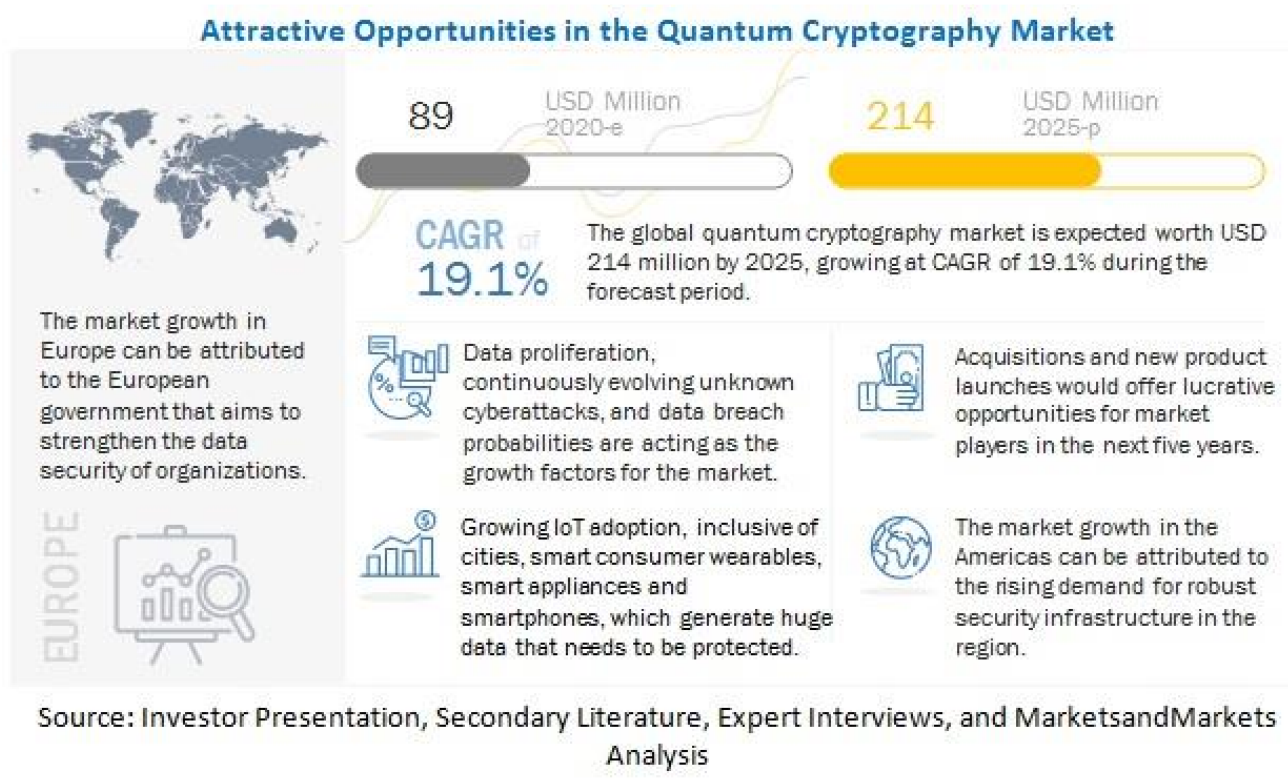 Attractive Opportunities in the Quantum Cryptography Market
89
USD Million
2020-e
214
USD Million
2025-p
CAGR of
19.1%
The global quantum cryptography market is expected worth USD
214 million by 2025, growing at CAGR of 19.1% during the
forecast period.
The market growth in
Europe can be attributed
to the European
government that aims to
strengthen the data
security of organizations.
EUROPE
Data proliferation,
continuously evolving unknown
cyberattacks, and data breach
probabilities are acting as the
growth factors for the market.
Acquisitions and new product
launches would offer lucrative
opportunities for market
players in the next five years.
Growing IoT adoption, inclusive of
cities, smart consumer wearables,
smart appliances and
smartphones, which generate huge
data that needs to be protected.
The market growth in the
Americas can be attributed to
the rising demand for robust
security infrastructure in the
region.
Source: Investor Presentation, Secondary Literature, Expert Interviews, and MarketsandMarkets
Analysis